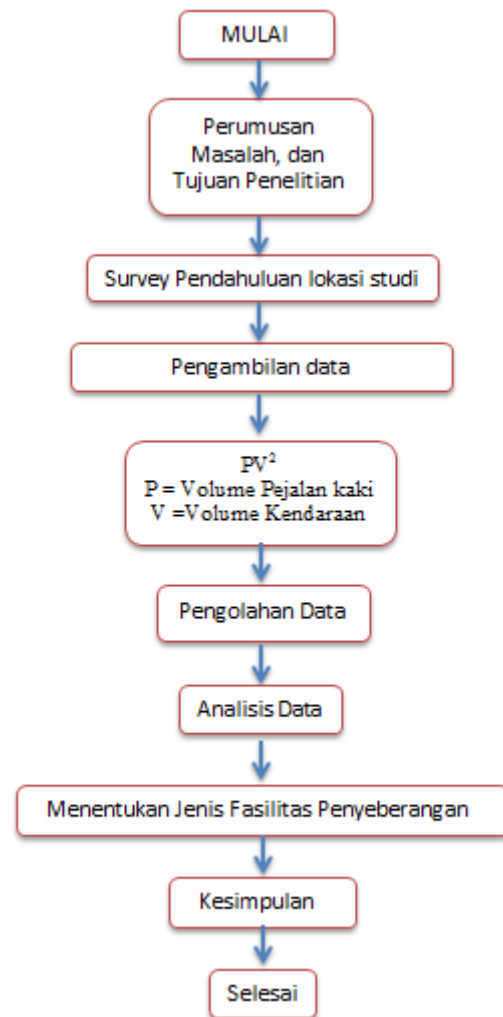 MULAI
Perumusan
Masalah, dan
Tujuan Penelitian
Survey Pendahuluan lokasi studi
Pengambilan data
PV²
P = Volume Pejalan kaki
V =Volume Kendaraan
Pengolahan Data
Analisis Data
Menentukan Jenis Fasilitas Penyeberangan
Kesimpulan
Selesai